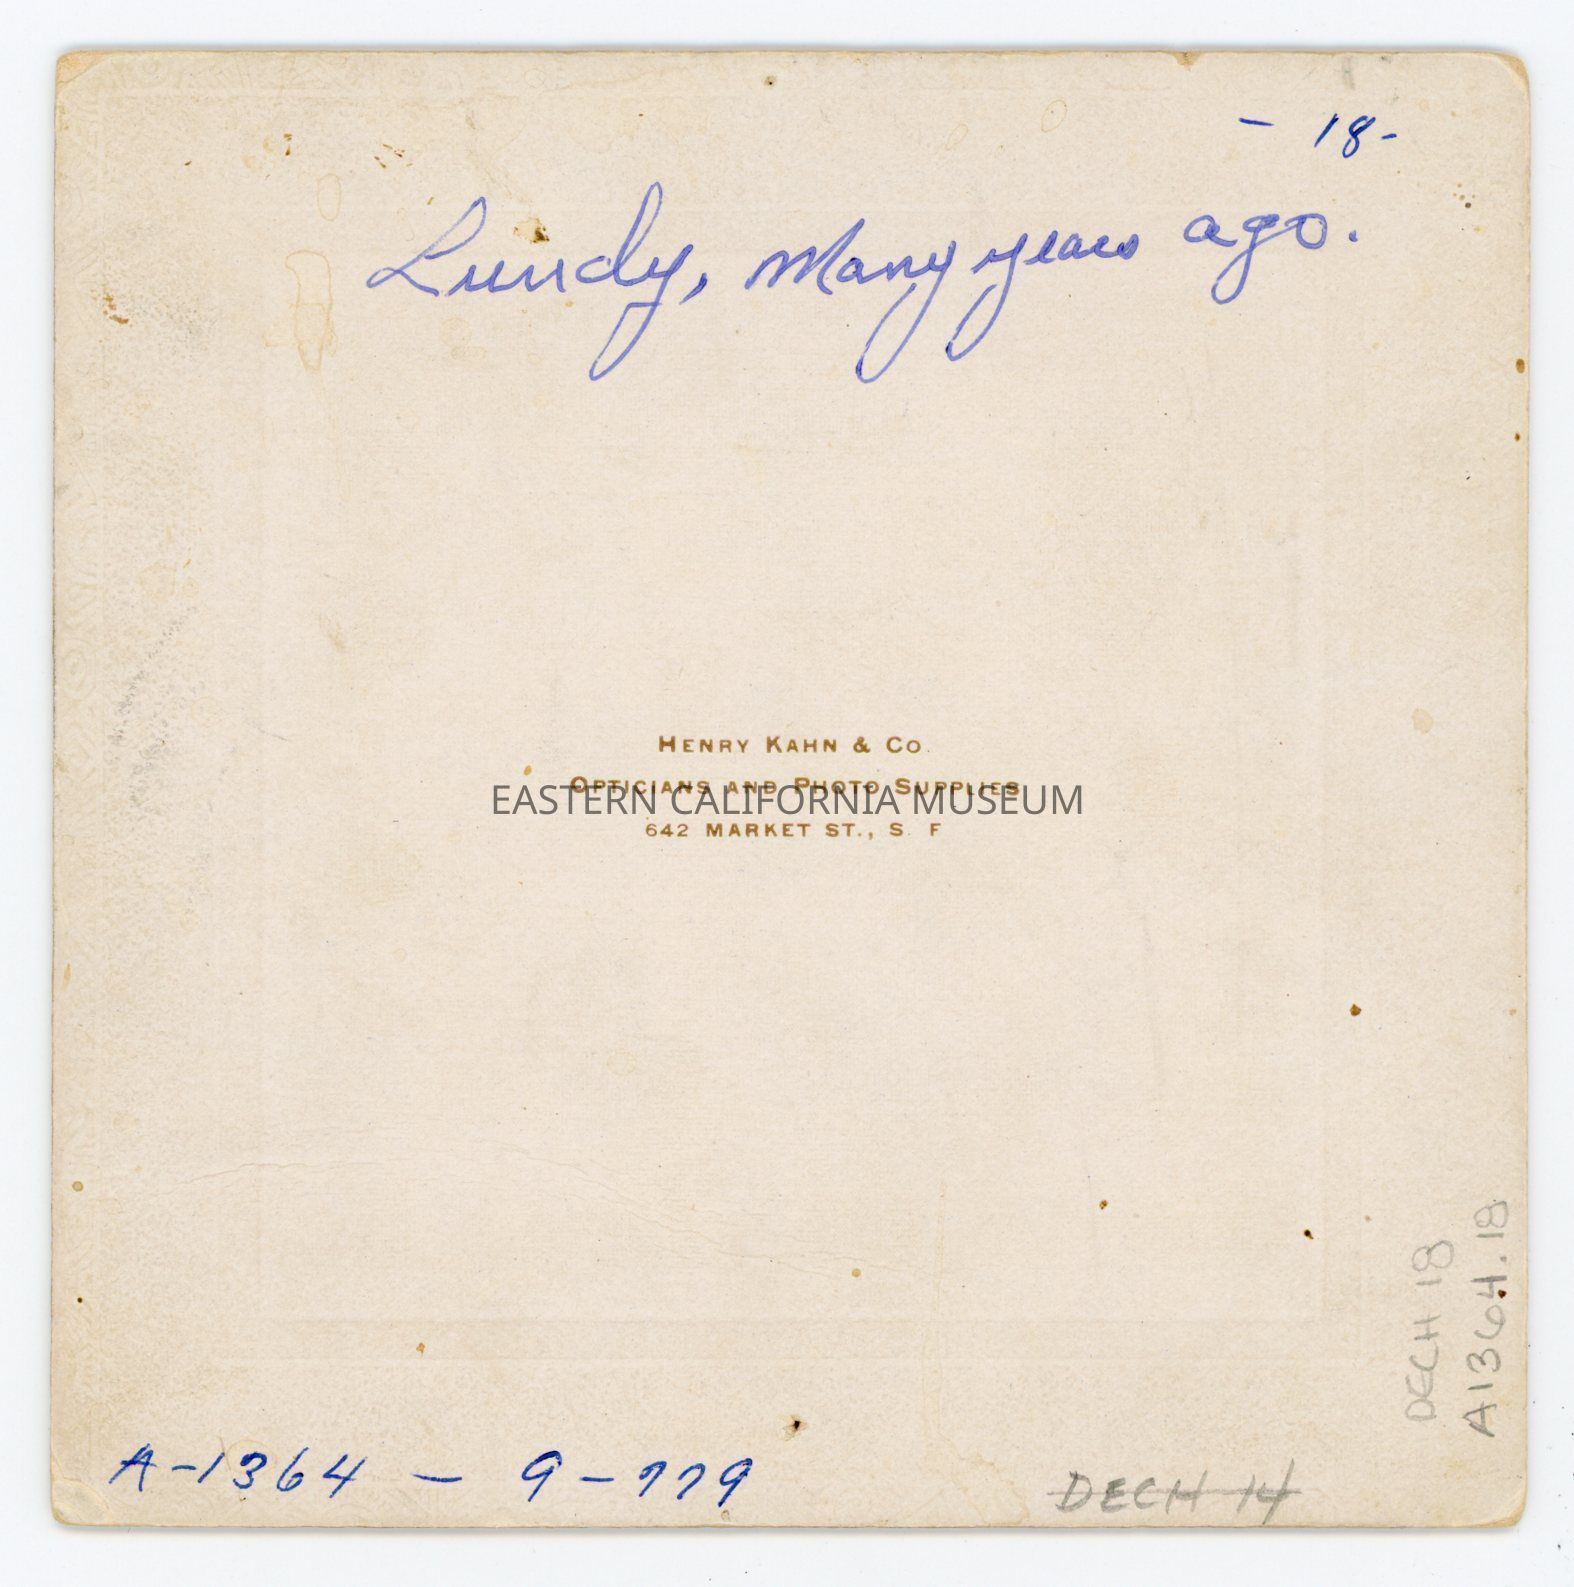 - 18-
Lundy, Many years ago.
HENRY KAHN & CO.
OPTICIANS AND PHOTO SUPPLIES
EASTERN CALIFORNIA MUSEUM
642 MARKET ST., S. F
DECH 18
A1364.18
A-1364 - 9-779
DECH 14